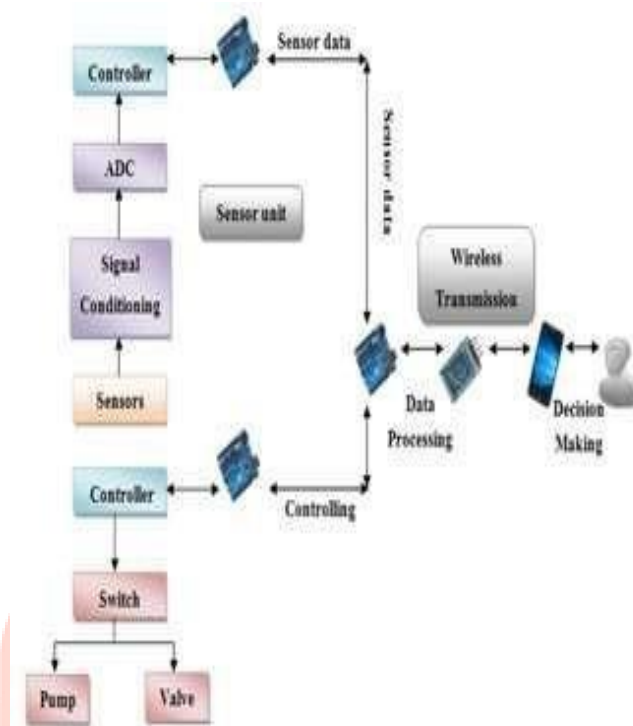 Sensor data
Controller
Sensor data
ADC
Sensor unit
Signal
Conditioning
Wireless
Transmission
Sensors
Data
Processing
Decision
Making
Controller
Controlling
Switch
Pump
Valve